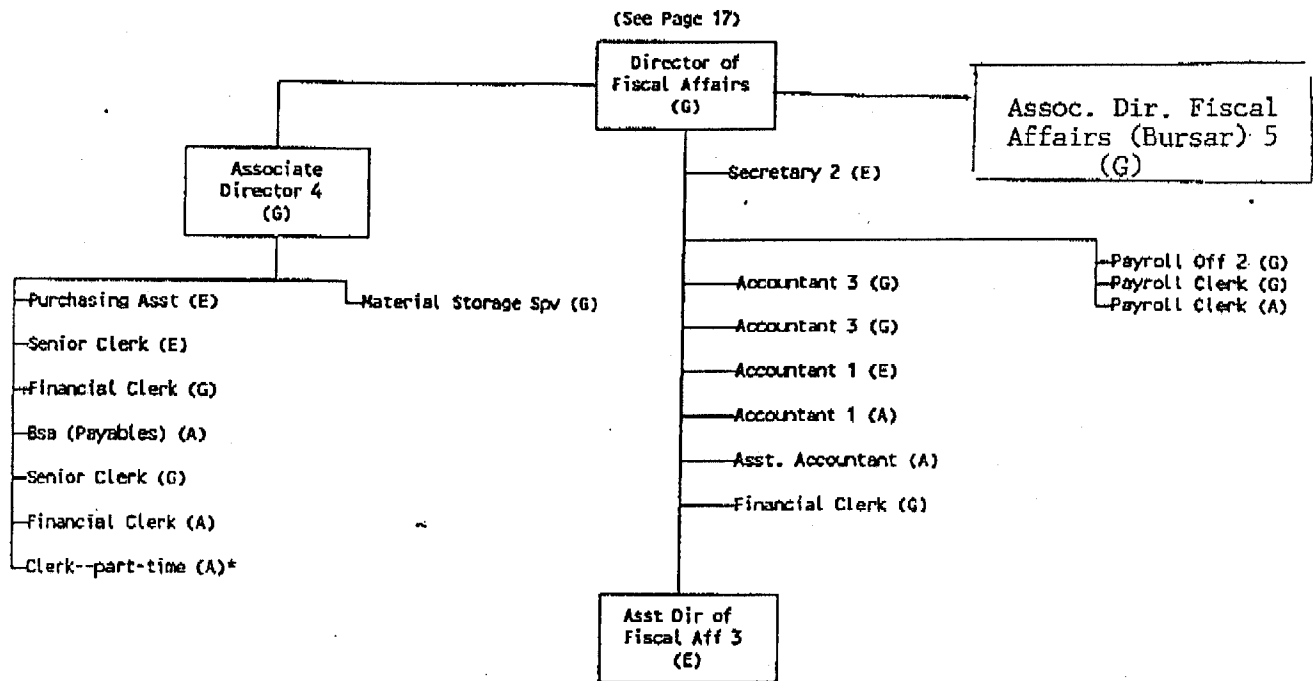 (See Page 17)
Director of
Fiscal Affairs
(G)
Assoc. Dir. Fiscal
Affairs (Bursar) 5
(G)
Associate
Director 4
(G)
Secretary 2 (E)
Purchasing Asst (E)
Senior Clerk (E)
Financial Clerk (G)
Bsa (Payables) (A)
Senior Clerk (G)
Financial Clerk (A)
Clerk--part-time (A)*
Material Storage Spv (G)
Accountant 3 (G)
Accountant 3 (G)
Accountant 1 (E)
Accountant 1 (A)
Asst. Accountant (A)
Financial Clerk (G)
Payroll Off 2 (G)
Payroll Clerk (G)
Payroll Clerk (A)
Asst Dir of
Fiscal Aff 3
(E)